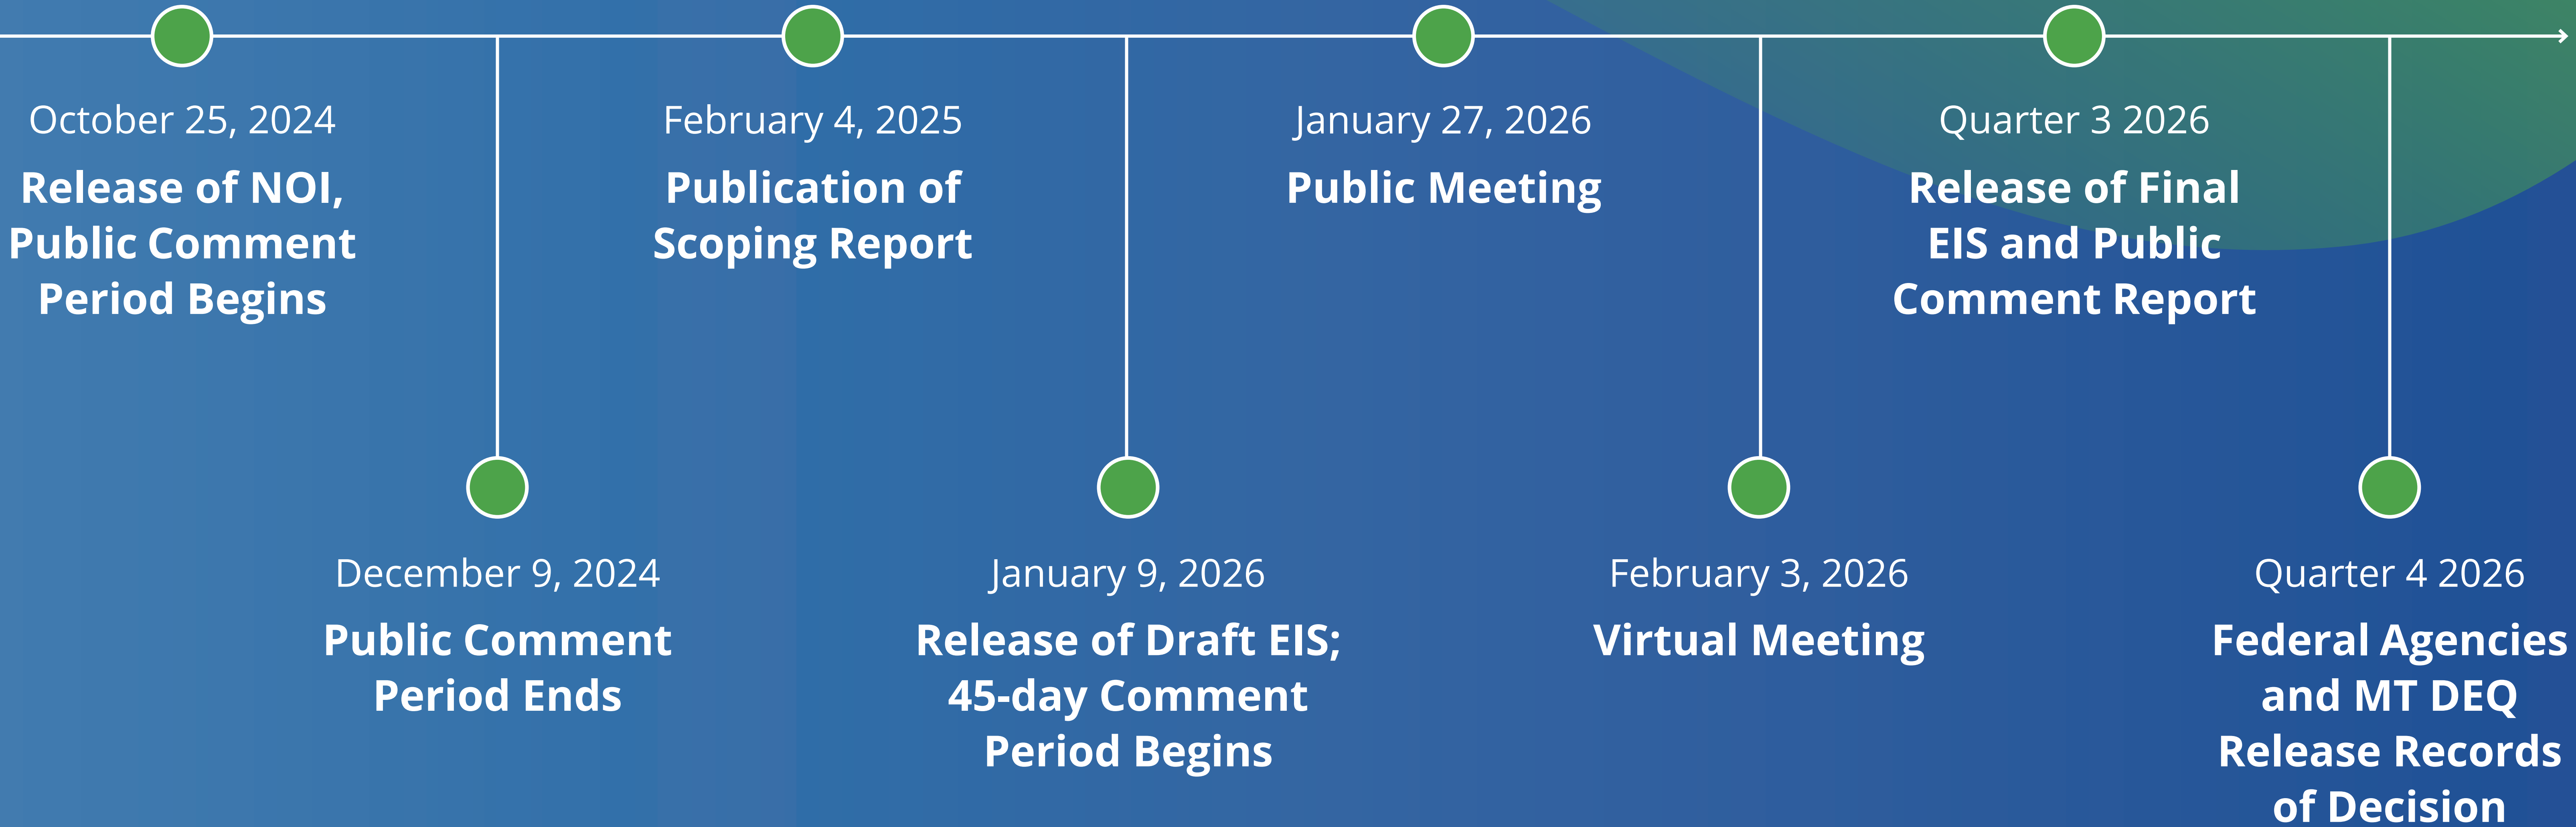 October 25, 2024
Release of NOI,
Public Comment
Period Begins
December 9, 2024
Public Comment
Period Ends
February 4, 2025
Publication of
Scoping Report
January 9, 2026
Release of Draft EIS;
45-day Comment
Period Begins
January 27, 2026
Public Meeting
February 3, 2026
Virtual Meeting
Quarter 3 2026
Release of Final
EIS and Public
Comment Report
Quarter 4 2026
Federal Agencies
and MT DEQ
Release Records
of Decision